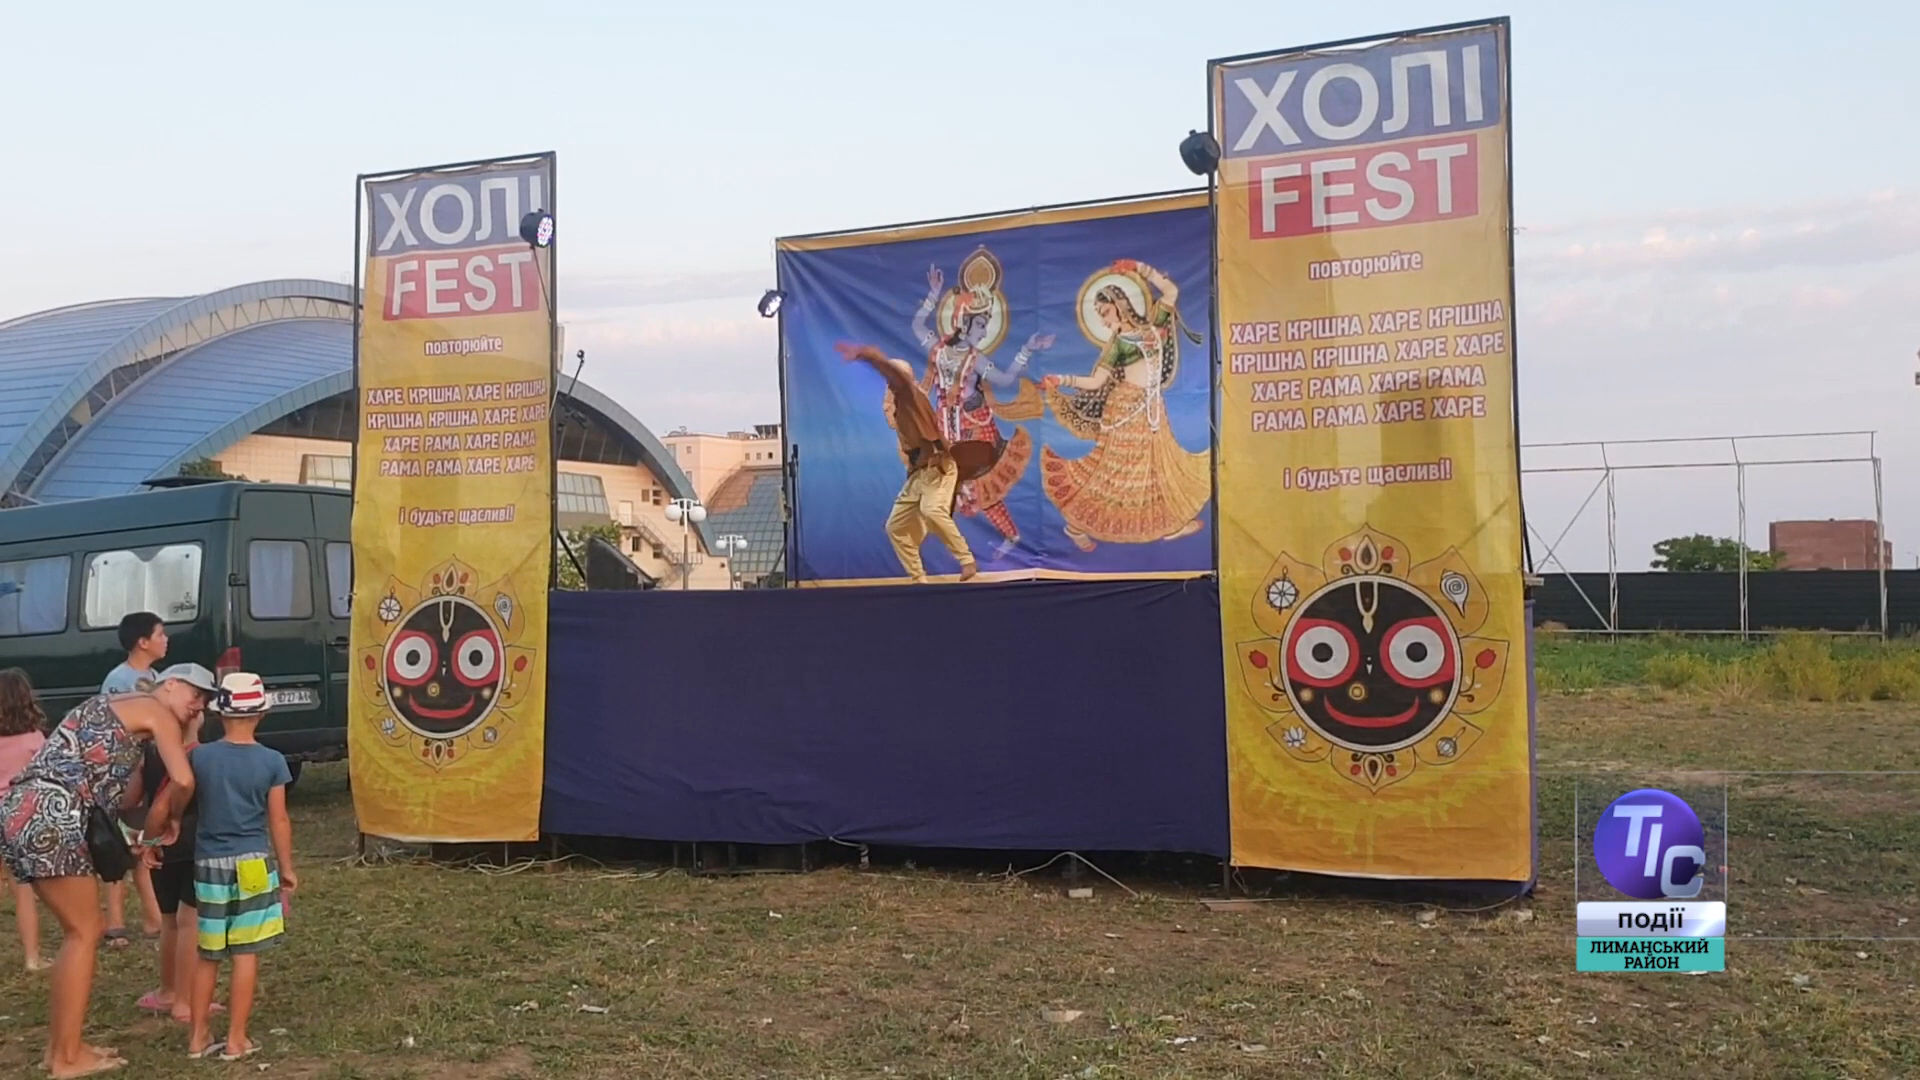 ХОЛІ
FEST
повторюйте
ХАРЕ КРІШНА ХАРЕ КРІШНА
КРІШНА КРІШНА ХАРЕ ХАРЕ
ХАРЕ РАМА ХАРЕ РАМА
РАМА РАМА ХАРЕ ХАРЕ
і будьте щасливі!
ХОЛІ
FEST
повторюйте
ХАРЕ КРІШНА ХАРЕ КРІШНА
КРІШНА КРІШНА ХАРЕ ХАРЕ
ХАРЕ РАМА ХАРЕ РАМА
РАМА РАМА ХАРЕ ХАРЕ
і будьте щасливі!
ТІС
події
ЛИМАНСЬКИЙ
РАЙОН